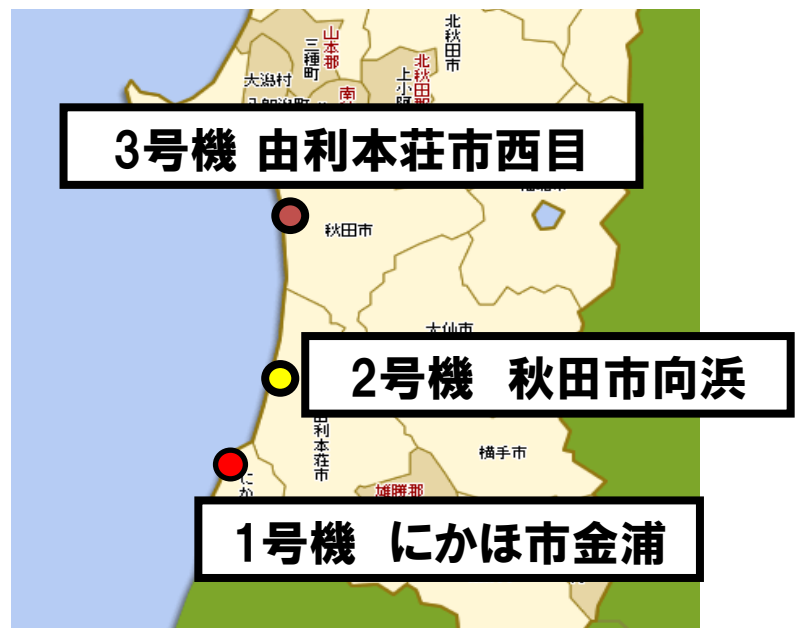 北秋田市
山本郡
三種町
大潟村
北秋田郡
上小阿
南
3号機 由利本荘市西目
秋田市
大仙市
2号機 秋田市向浜
由利本荘市
横手市
にか
雄勝郡
1号機 にかほ市金浦